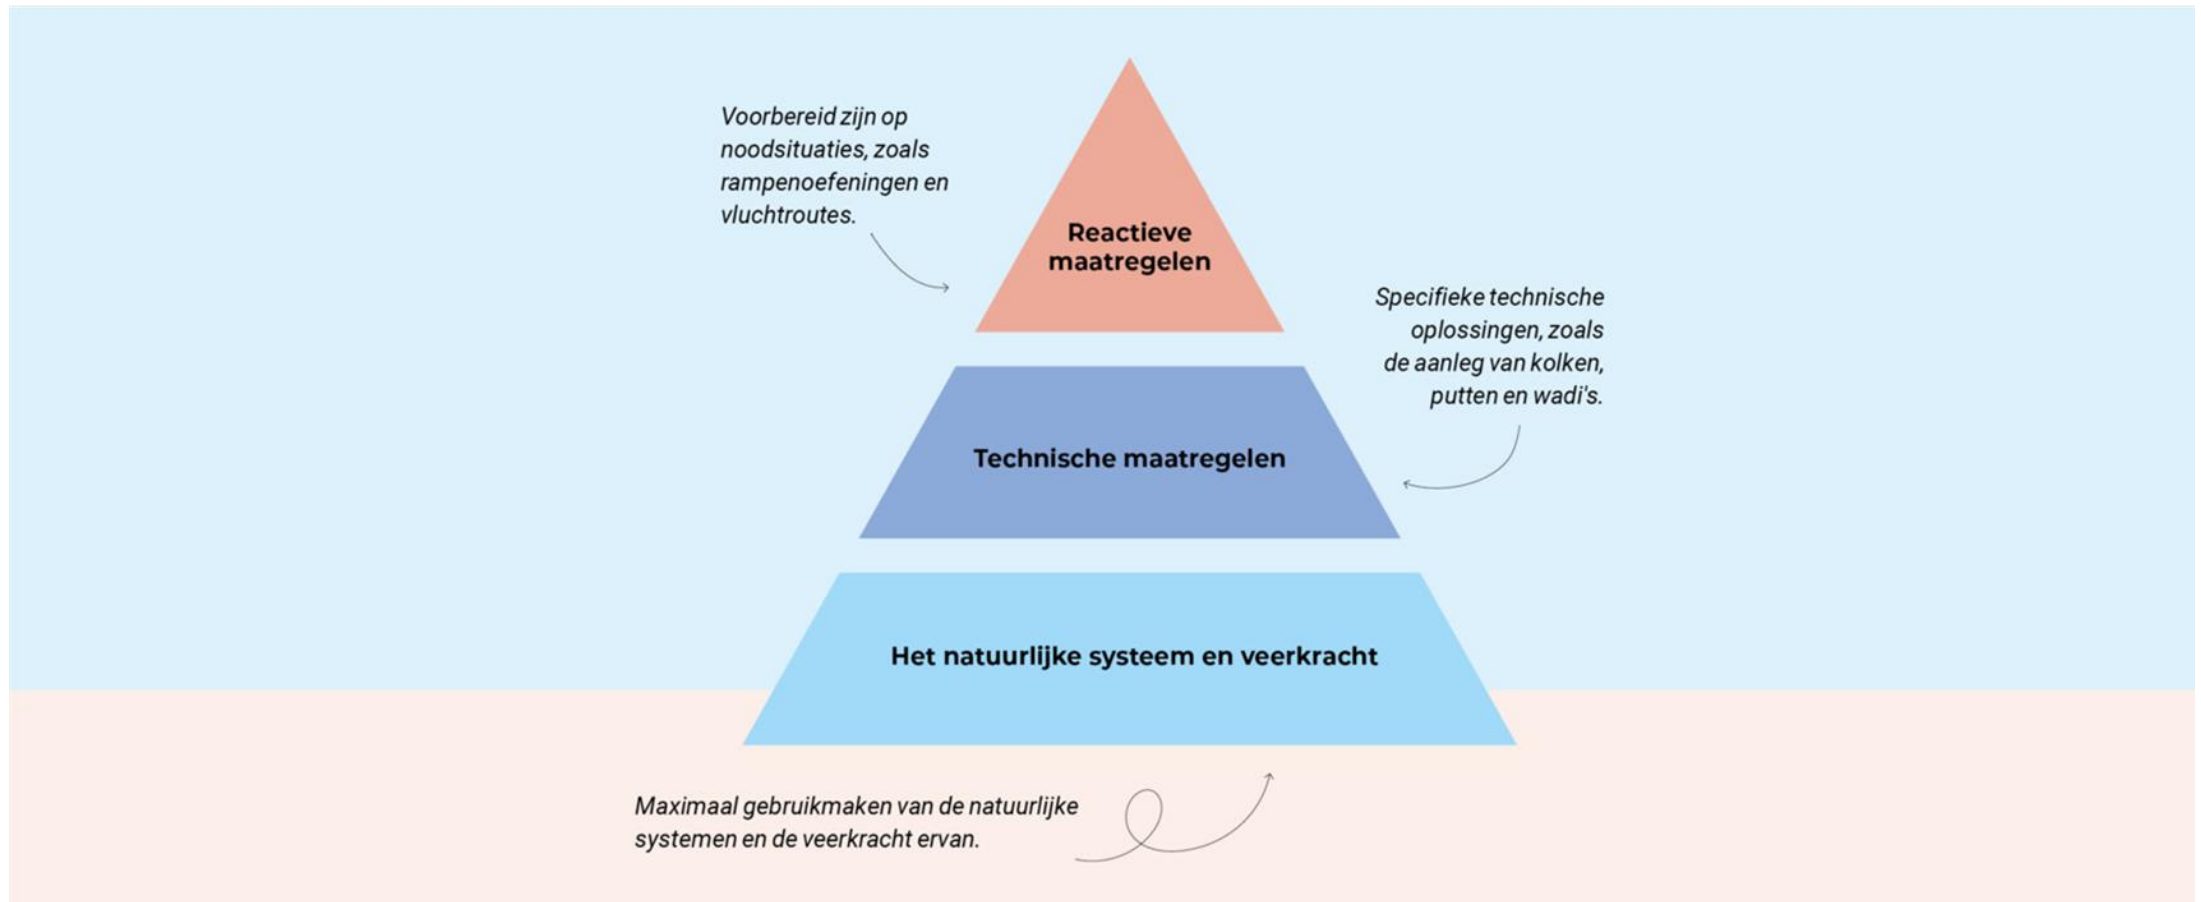 Voorbereid zijn op
noodsituaties, zoals
rampenoefeningen en
vluchtroutes.
Reactieve
maatregelen
Specifieke technische
oplossingen, zoals
de aanleg van kolken,
putten en wadi's.
Technische maatregelen
Het natuurlijke systeem en veerkracht
Maximaal gebruikmaken van de natuurlijke
systemen en de veerkracht ervan.